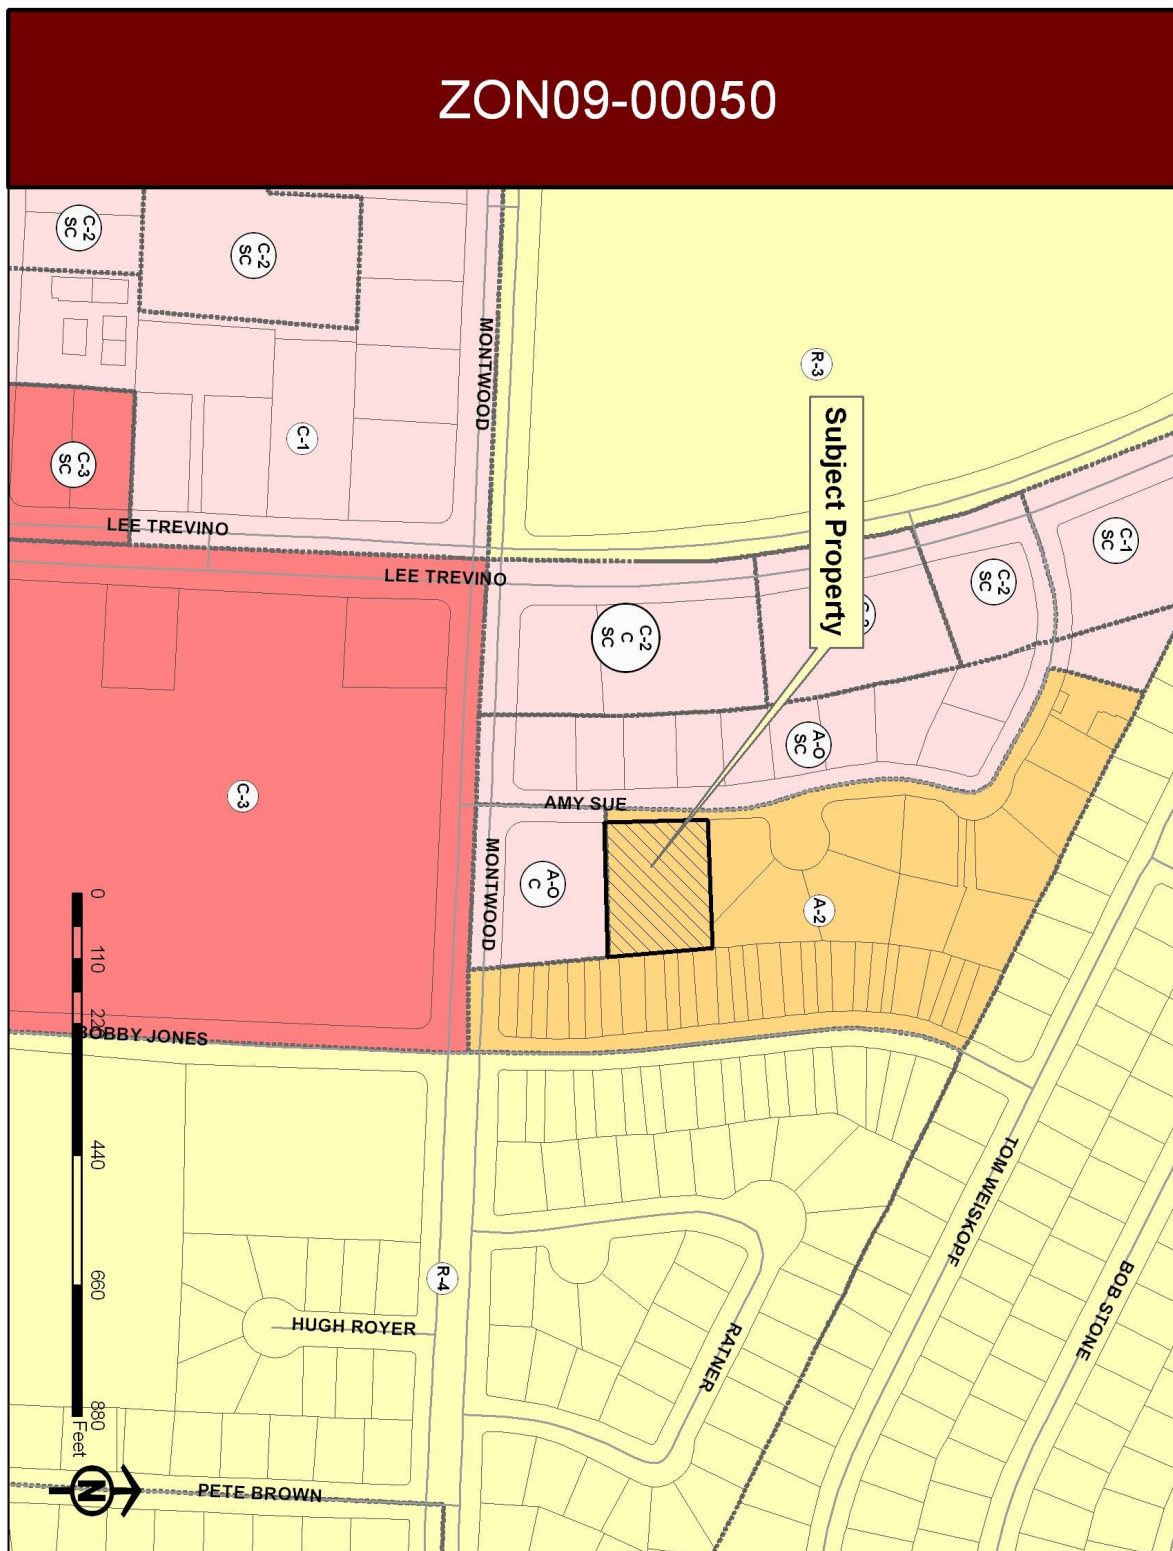 ZON09-00050
C-2
SC
C-2
SC
MONTWOOD
R-3
Subject Property
C-1
C-3
SC
LEE TREVINO
LEE TREVINO
C-1
SC
C-2
SC
C-2
C
SC
A-O
SC
C-3
AMY SUE
MONTWOOD
A-O
C
A-2
0
110
220
440
660
880
Feet
BOBBY JONES
TOM WEISKOPF
BOB STONE
R-4
HUGH ROYER
RATNER
PETE BROWN
N